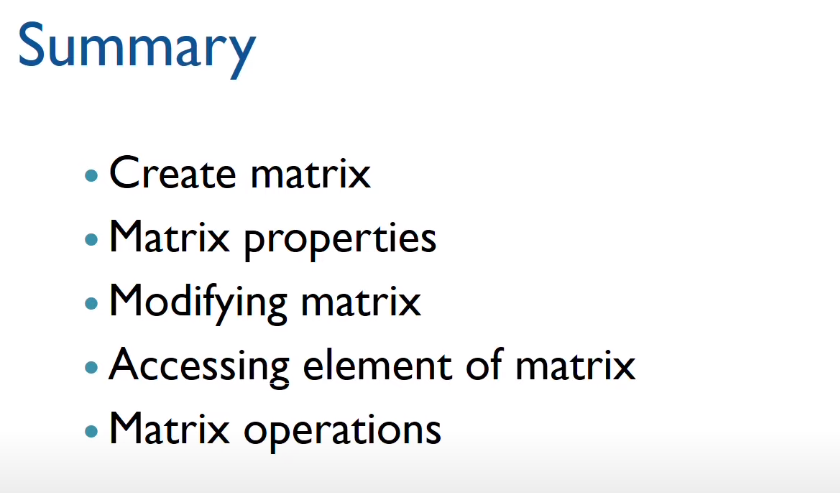 Summary
• Create matrix
• Matrix properties
• Modifying matrix
• Accessing element of matrix
• Matrix operations